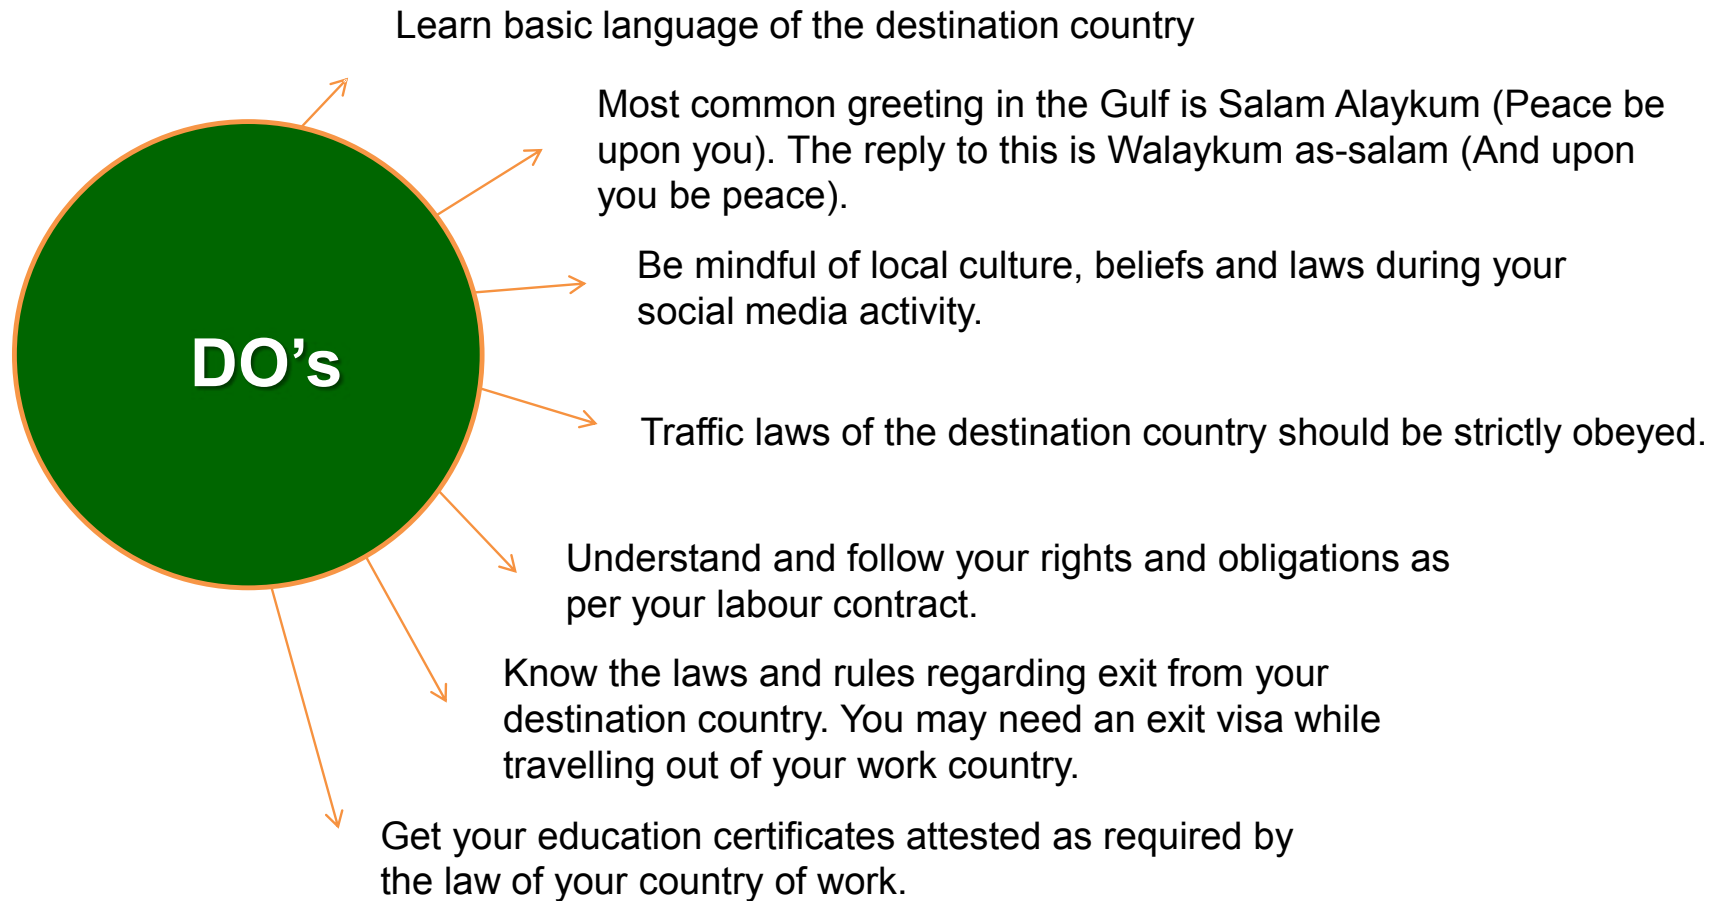 Learn basic language of the destination country
Most common greeting in the Gulf is Salam Alaykum (Peace be
upon you). The reply to this is Walaykum as-salam (And upon
you be peace).
Be mindful of local culture, beliefs and laws during your
social media activity.
DO’s
Traffic laws of the destination country should be strictly obeyed.
Understand and follow your rights and obligations as
per your labour contract.
Know the laws and rules regarding exit from your
destination country. You may need an exit visa while
travelling out of your work country.
Get your education certificates attested as required by
the law of your country of work.